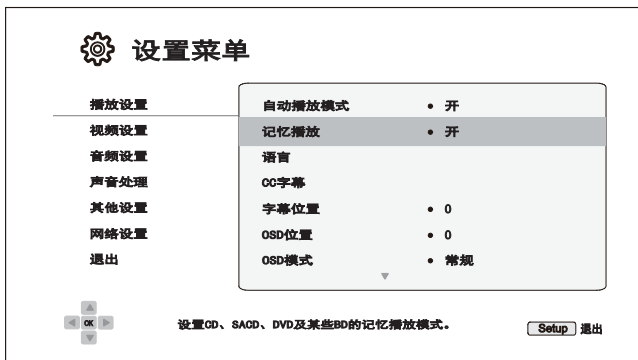 设置菜单
播放设置
视频设置
音频设置
声音处理
其他设置
网络设置
退出
自动播放模式 • 开
记忆播放 • 开
语言
CC字幕
字幕位置 • 0
OSD位置 • 0
OSD模式 • 常规
OK
设置CD、SACD、DVD及某些BD的记忆播放模式。
Setup 退出